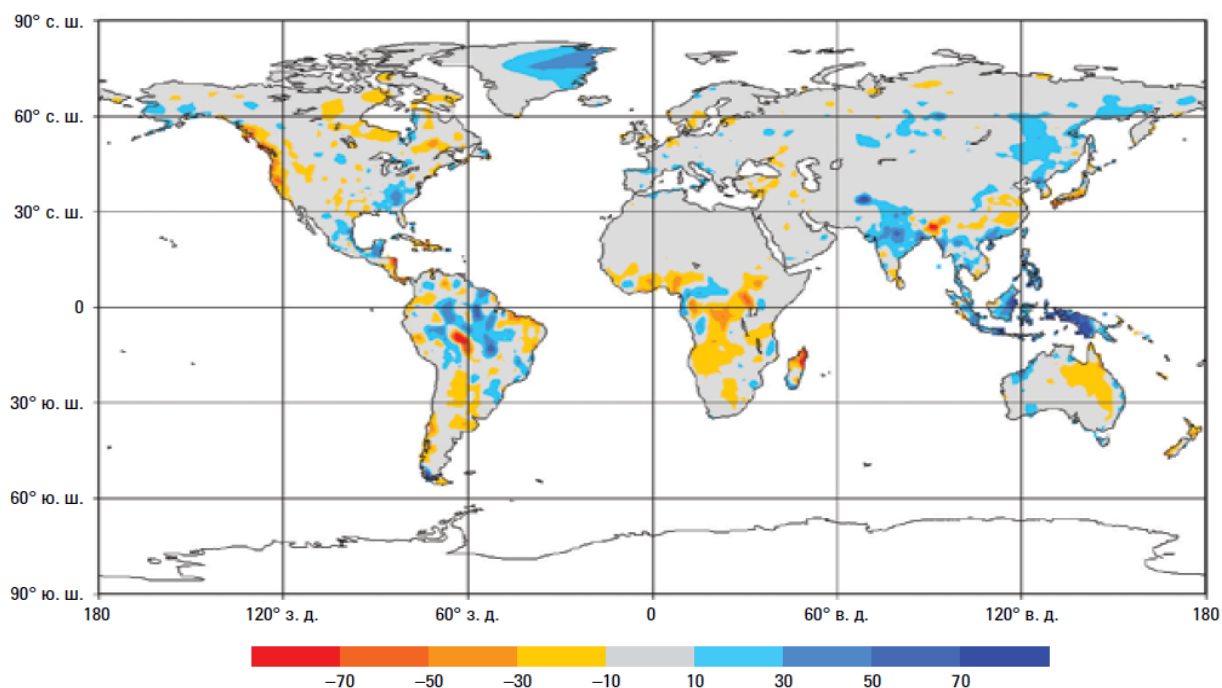 90° с. ш.
60° с. ш.
30° с. ш.
0
30° ю. ш.
60° ю. ш.
90° ю. ш.
180 120° з. д. 60° з. д. 0 60° в. д. 120° в. д. 180
−70 −50 −30 −10 10 30 50 70